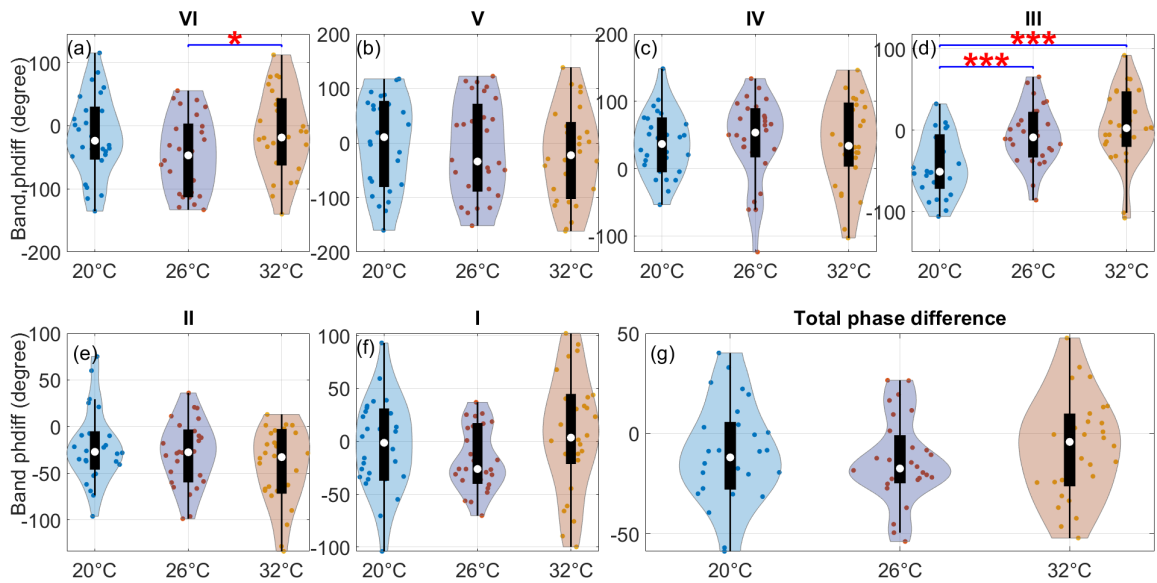 VI
(a)
*
100
0
100
-200
Band,phdiff (degree)
20°C
26°C
32°C
V
(b)
200
100
0
-100
-200
20°C
26°C
32°C
IV
(c)
200
100
0
-100
20°C
26°C
32°C
III
(d)
***
***
100
0
-100
20°C
26°C
32°C
II
(e)
100
50
0
-50
-100
Band phdiff (degree)
20°C
26°C
32°C
I
(f)
100
50
0
-50
-100
20°C
26°C
32°C
Total phase difference
(g)
50
0
-50
20°C
26°C
32°C